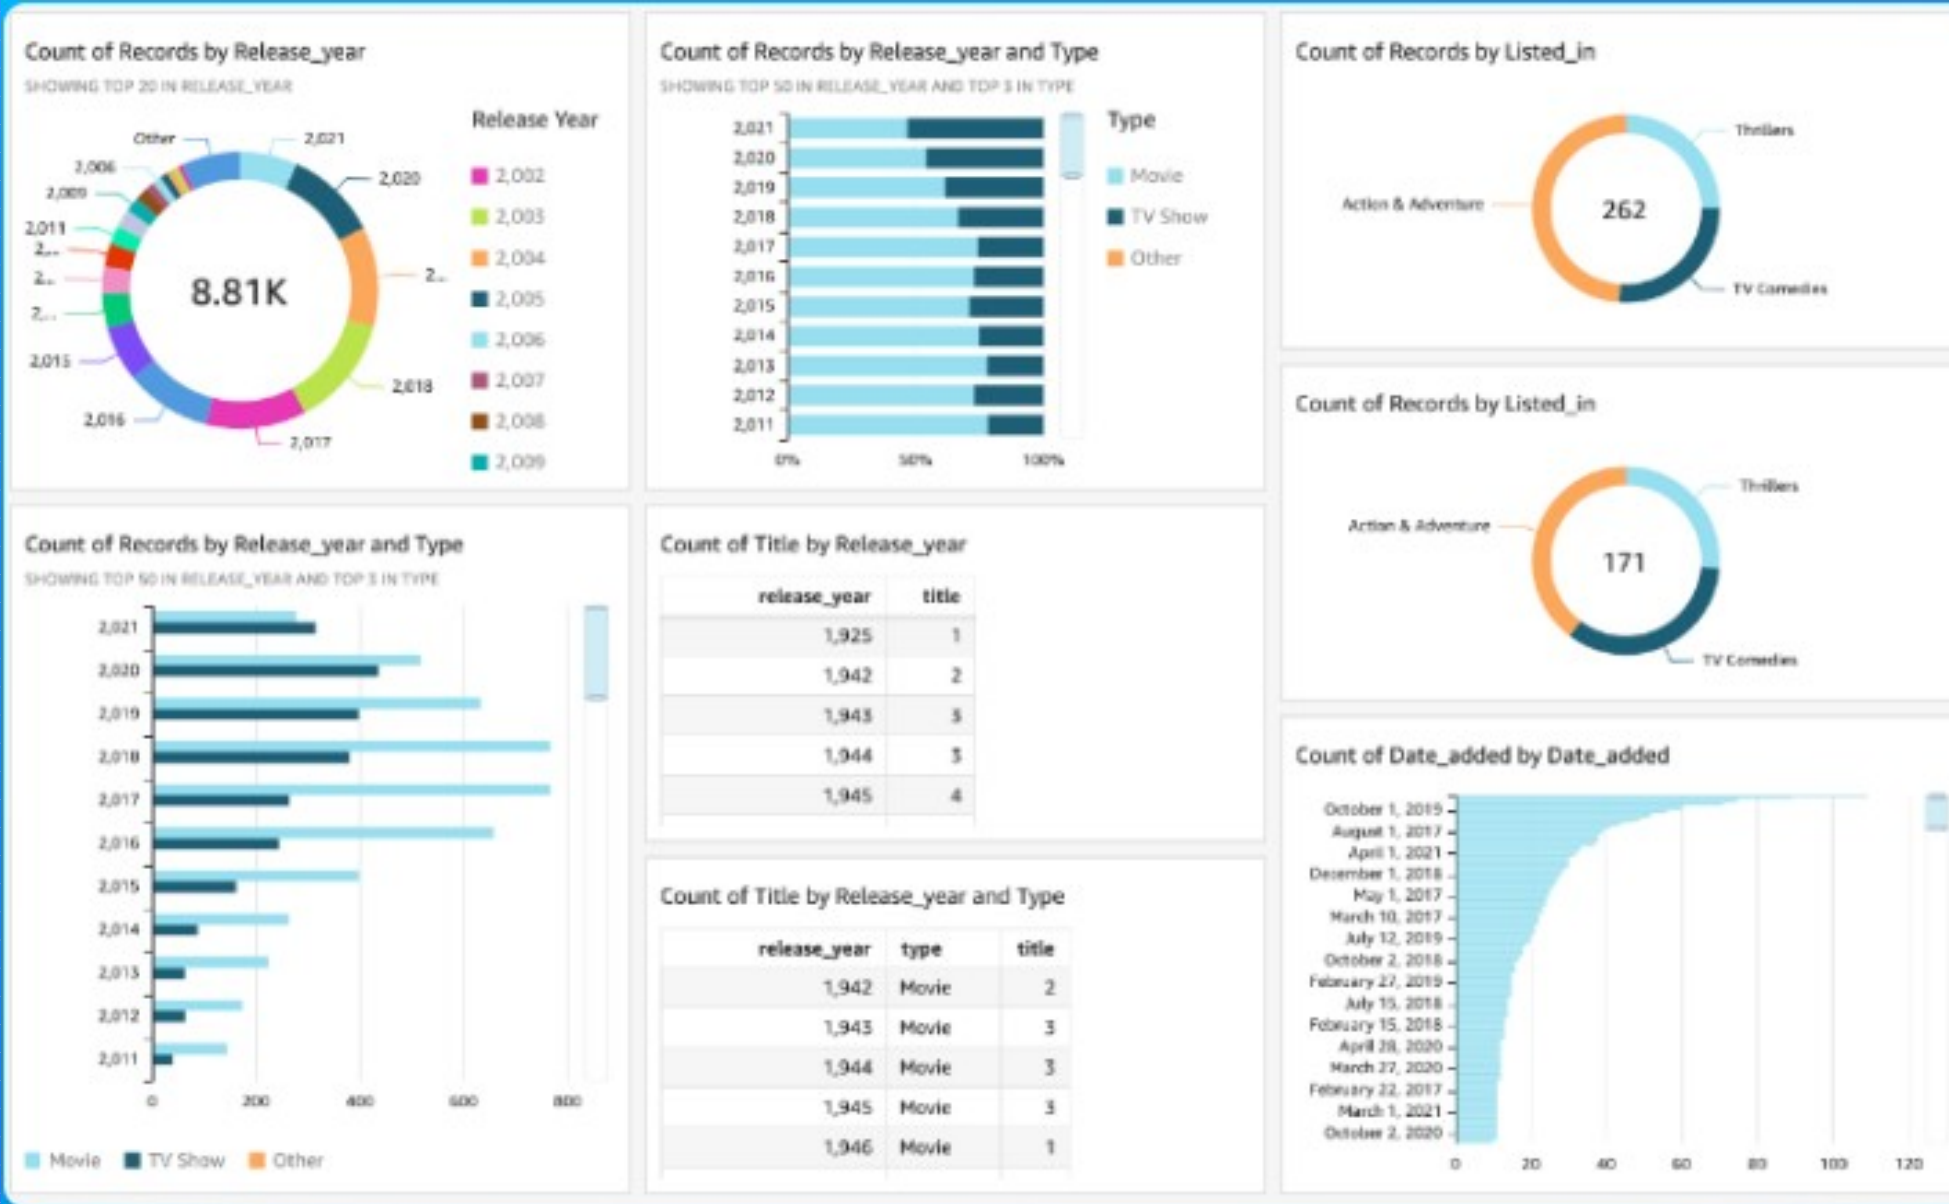 Count of Records by Release_year
SHOWING TOP 20 IN RELEASE_YEAR
Release Year
Other
2,021
2,006
2,020
2,009
2,011
2...
2...
2...
2...
8.81K
2,015
2,018
2,016
2,017
2,002
2,003
2,004
2,005
2,006
2,007
2,008
2,009
Count of Records by Release_year and Type
SHOWING TOP 50 IN RELEASE_YEAR AND TOP 3 IN TYPE
2,021
2,020
2,019
2,018
2,017
2,016
2,015
2,014
2,013
2,012
2,011
0% 50% 100%
Type
Movie
TV Show
Other
Count of Records by Listed_in
Thrillers
Action & Adventure
262
TV Comedies
Count of Records by Listed_in
Thrillers
Action & Adventure
171
TV Comedies
Count of Records by Release_year and Type
SHOWING TOP 50 IN RELEASE_YEAR AND TOP 3 IN TYPE
2,021
2,020
2,019
2,018
2,017
2,016
2,015
2,014
2,013
2,012
2,011
0 200 400 600 800
Movie TV Show Other
Count of Title by Release_year
release_year title
1,925 1
1,942 2
1,943 3
1,944 3
1,945 4
Count of Title by Release_year and Type
release_year type title
1,942 Movie 2
1,943 Movie 3
1,944 Movie 3
1,945 Movie 3
1,946 Movie 1
Count of Date_added by Date_added
October 1, 2019
August 1, 2017
April 1, 2021
December 1, 2018
May 1, 2017
March 10, 2017
July 12, 2019
October 2, 2018
February 27, 2019
July 15, 2018
February 15, 2018
April 28, 2020
March 27, 2020
February 22, 2017
March 1, 2021
October 2, 2020
0 20 40 60 80 100 120